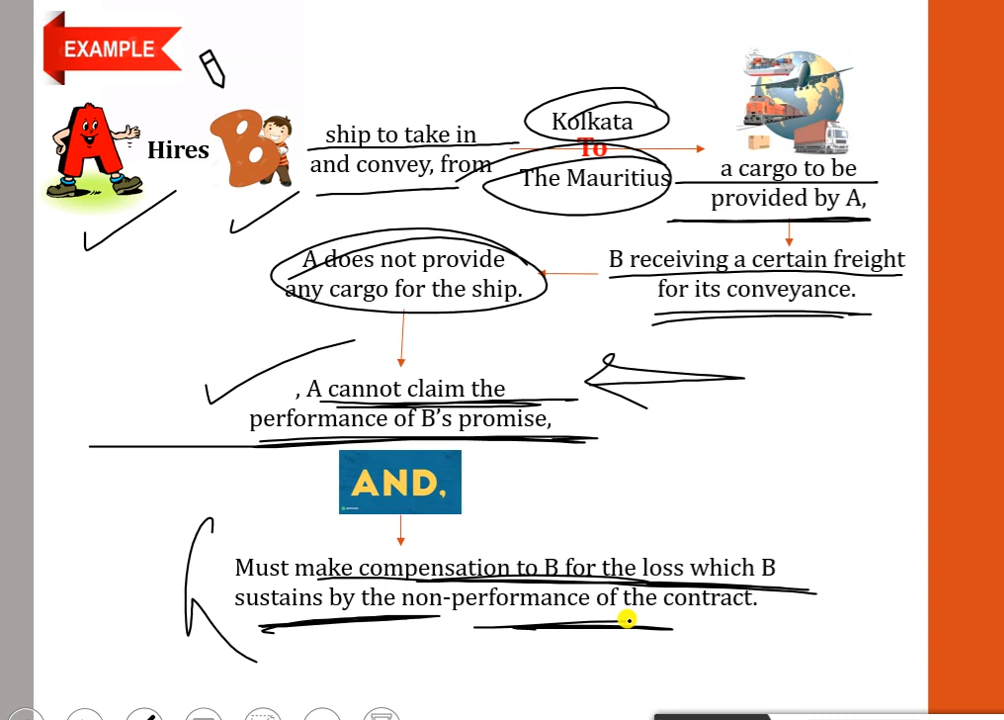 EXAMPLE
A Hires B
ship to take in
and convey, from
Kolkata
To
The Mauritius
a cargo to be
provided by A,
B receiving a certain freight
for its conveyance.
A does not provide
any cargo for the ship.
, A cannot claim the
performance of B's promise,
AND,
Must make compensation to B for the loss which B
sustains by the non-performance of the contract.